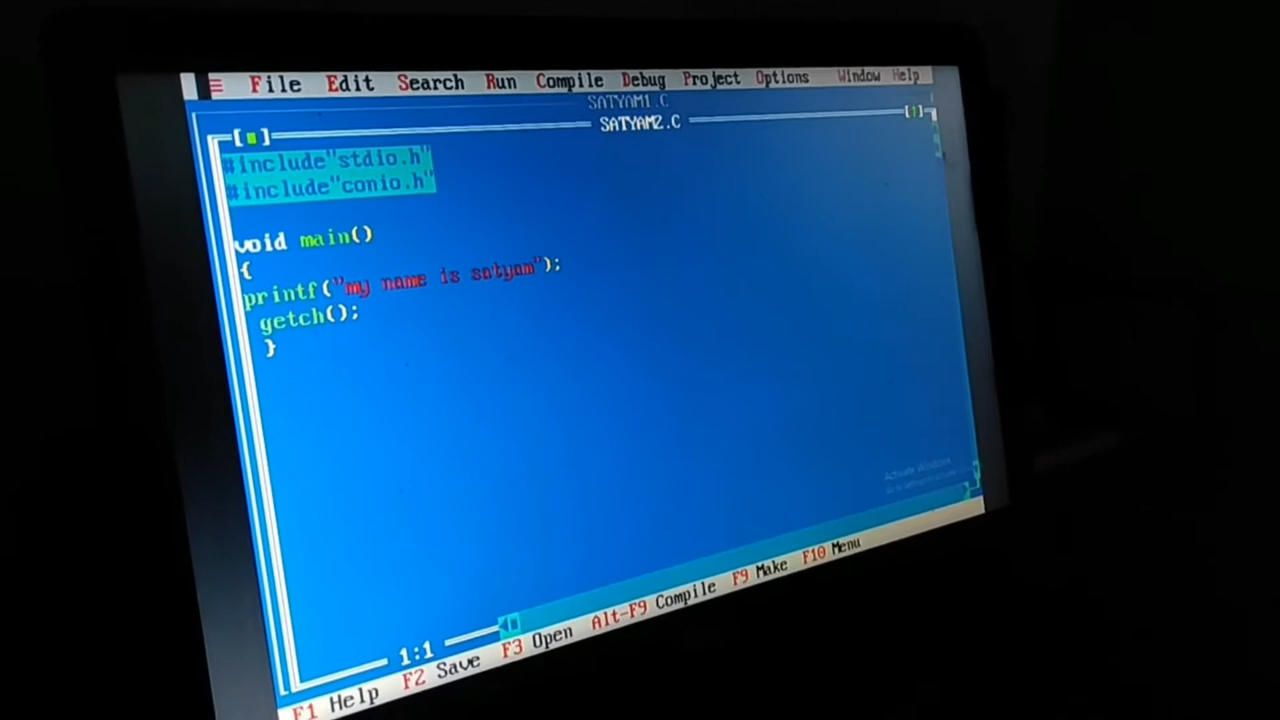 ≡ File Edit Search Run Compile Debug Project Options Window Help
SATYAM1.C
[■] SATYAM2.C [↑]
#include"stdio.h"
#include"conio.h"
void main()
{
printf("my name is satyam");
getch();
}
Activate Windows
1:1
F1 Help F2 Save F3 Open Alt-F9 Compile F9 Make F10 Menu